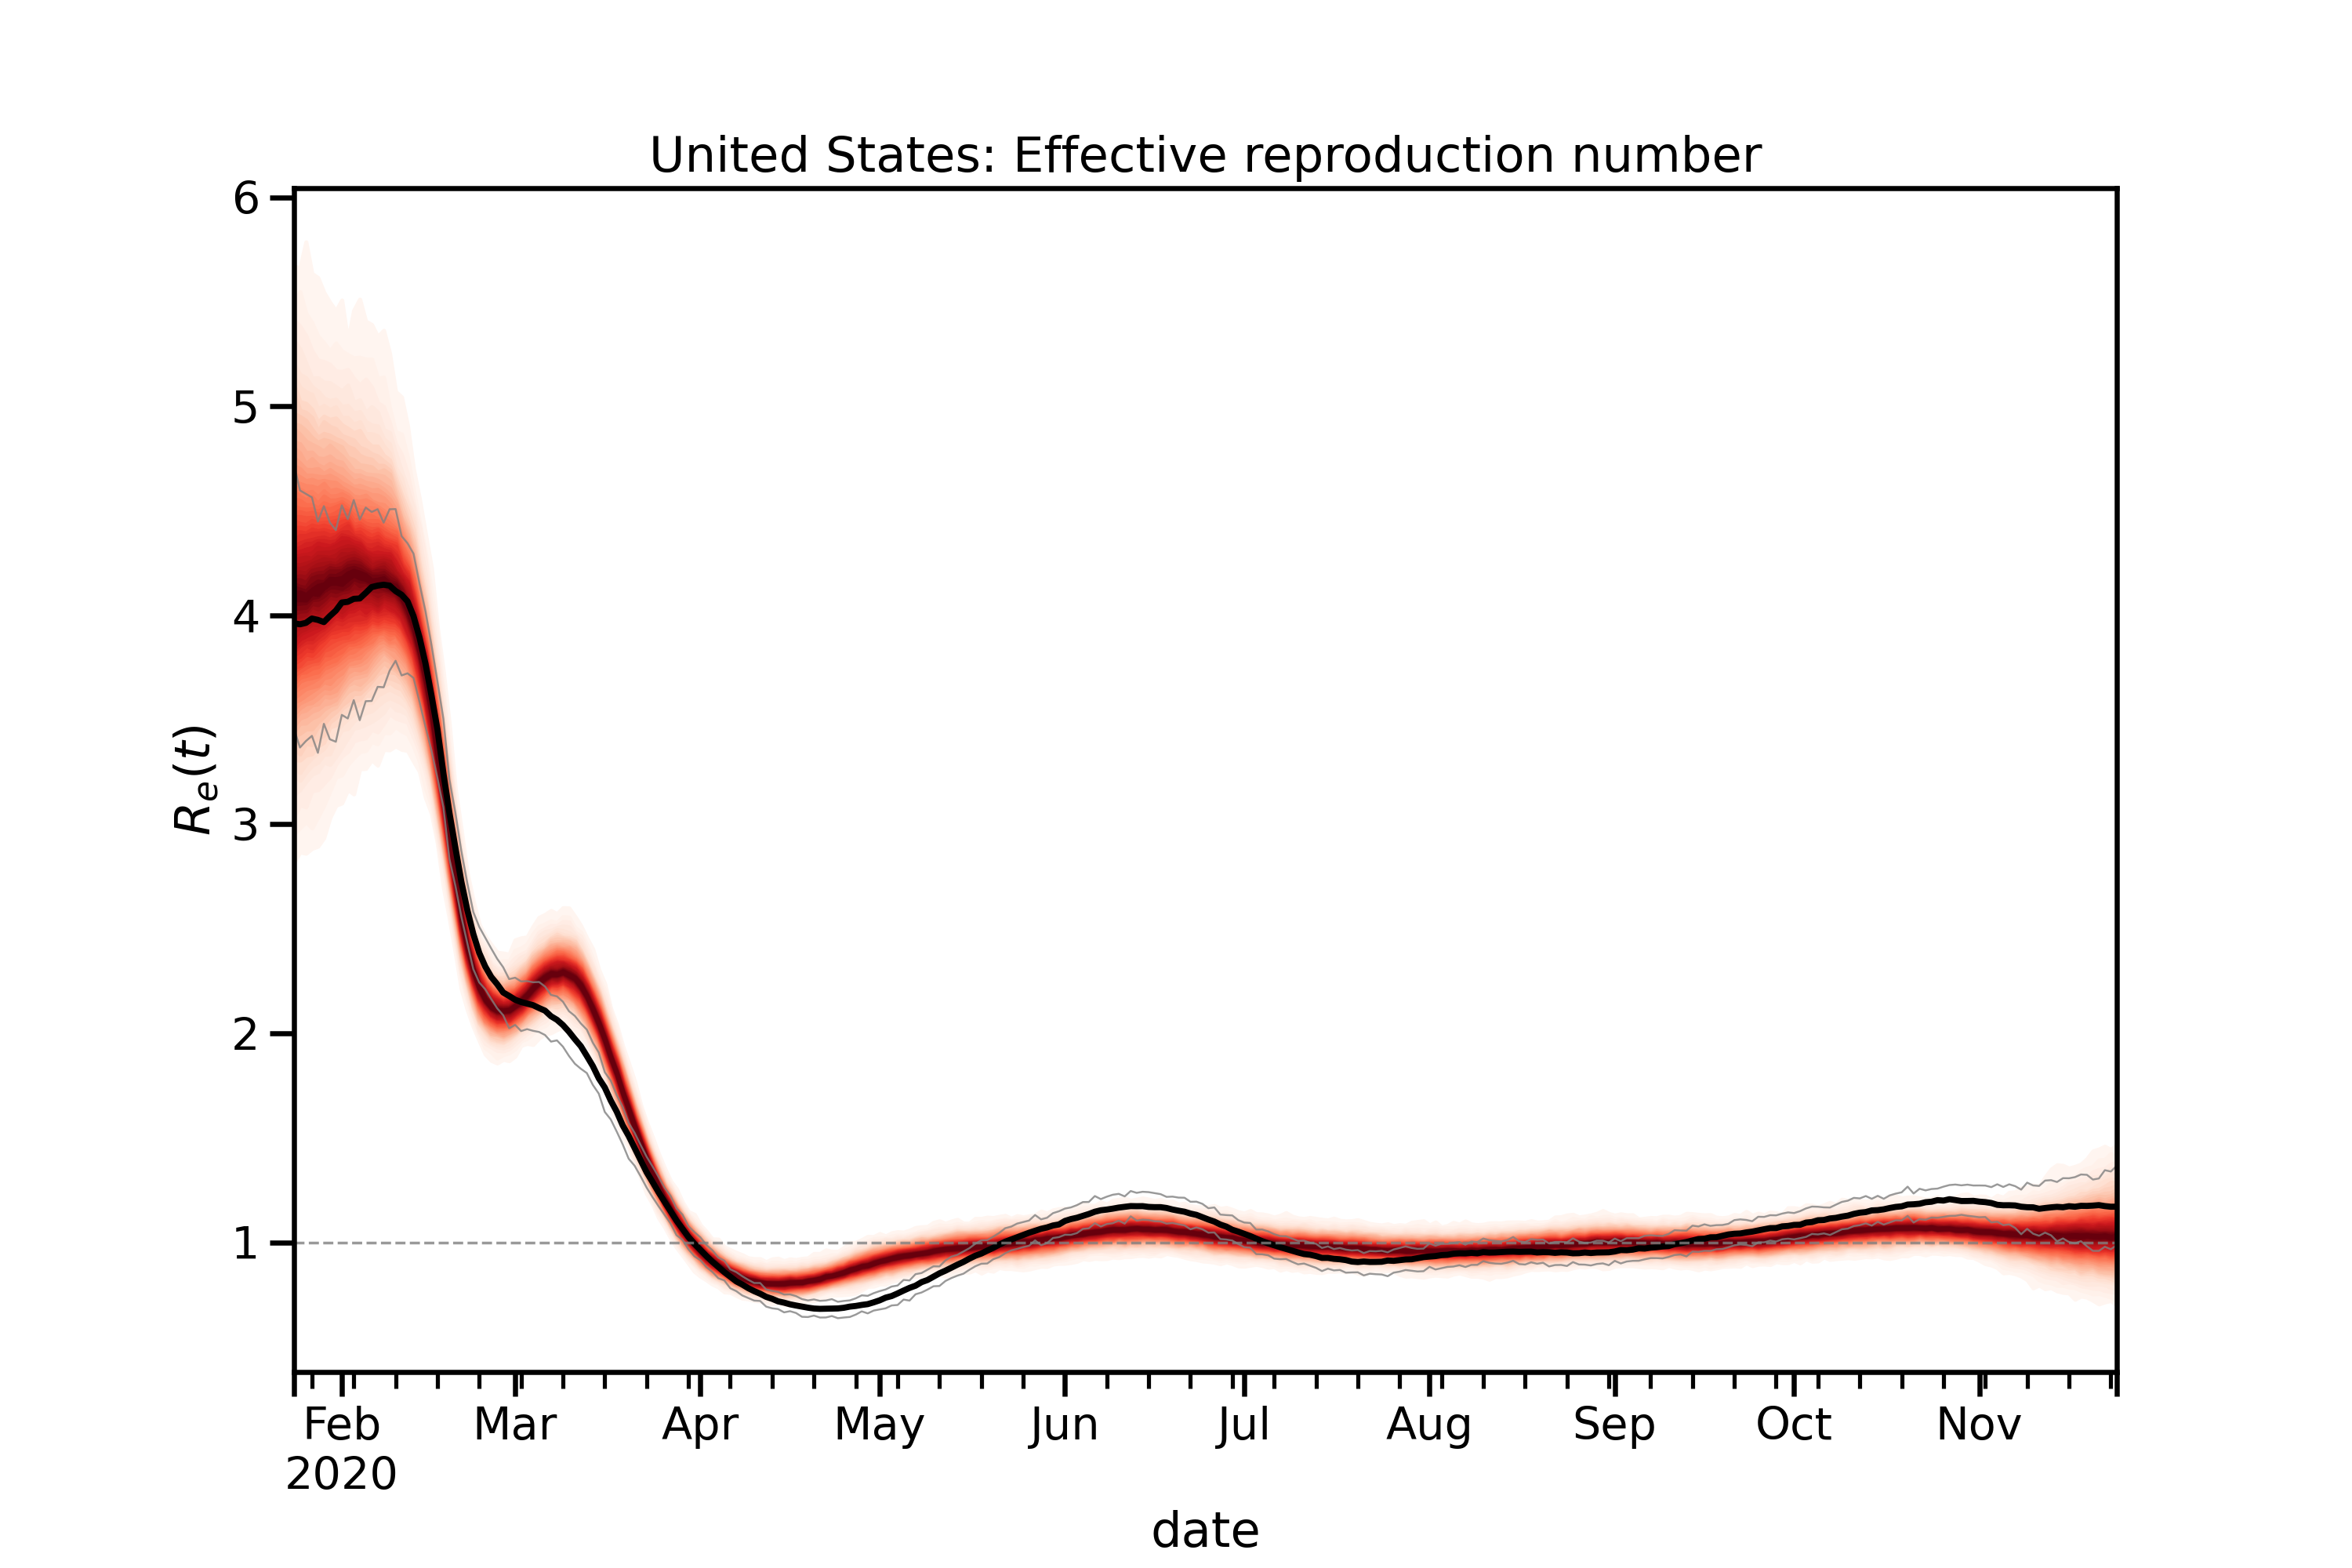 United States: Effective reproduction number
6
5
4
3
2
1
R_e(t)
Feb Mar Apr May Jun Jul Aug Sep Oct Nov
2020
date